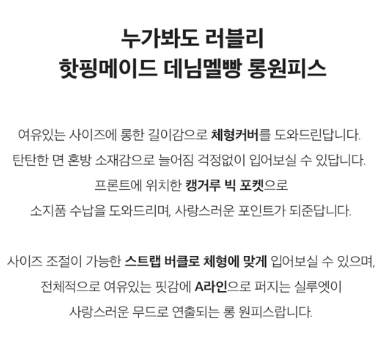 누가봐도 러블리
핫핑메이드 데님멜빵 롱원피스
여유있는 사이즈에 롱한 길이감으로 체형커버를 도와드린답니다.
탄탄한 면 혼방 소재감으로 늘어짐 걱정없이 입어보실 수 있답니다.
프론트에 위치한 캥거루 빅 포켓으로
소지품 수납을 도와드리며, 사랑스러운 포인트가 되준답니다.
사이즈 조절이 가능한 스트랩 버클로 체형에 맞게 입어보실 수 있으며,
전체적으로 여유있는 핏감에 A라인으로 퍼지는 실루엣이
사랑스러운 무드로 연출되는 롱 원피스랍니다.